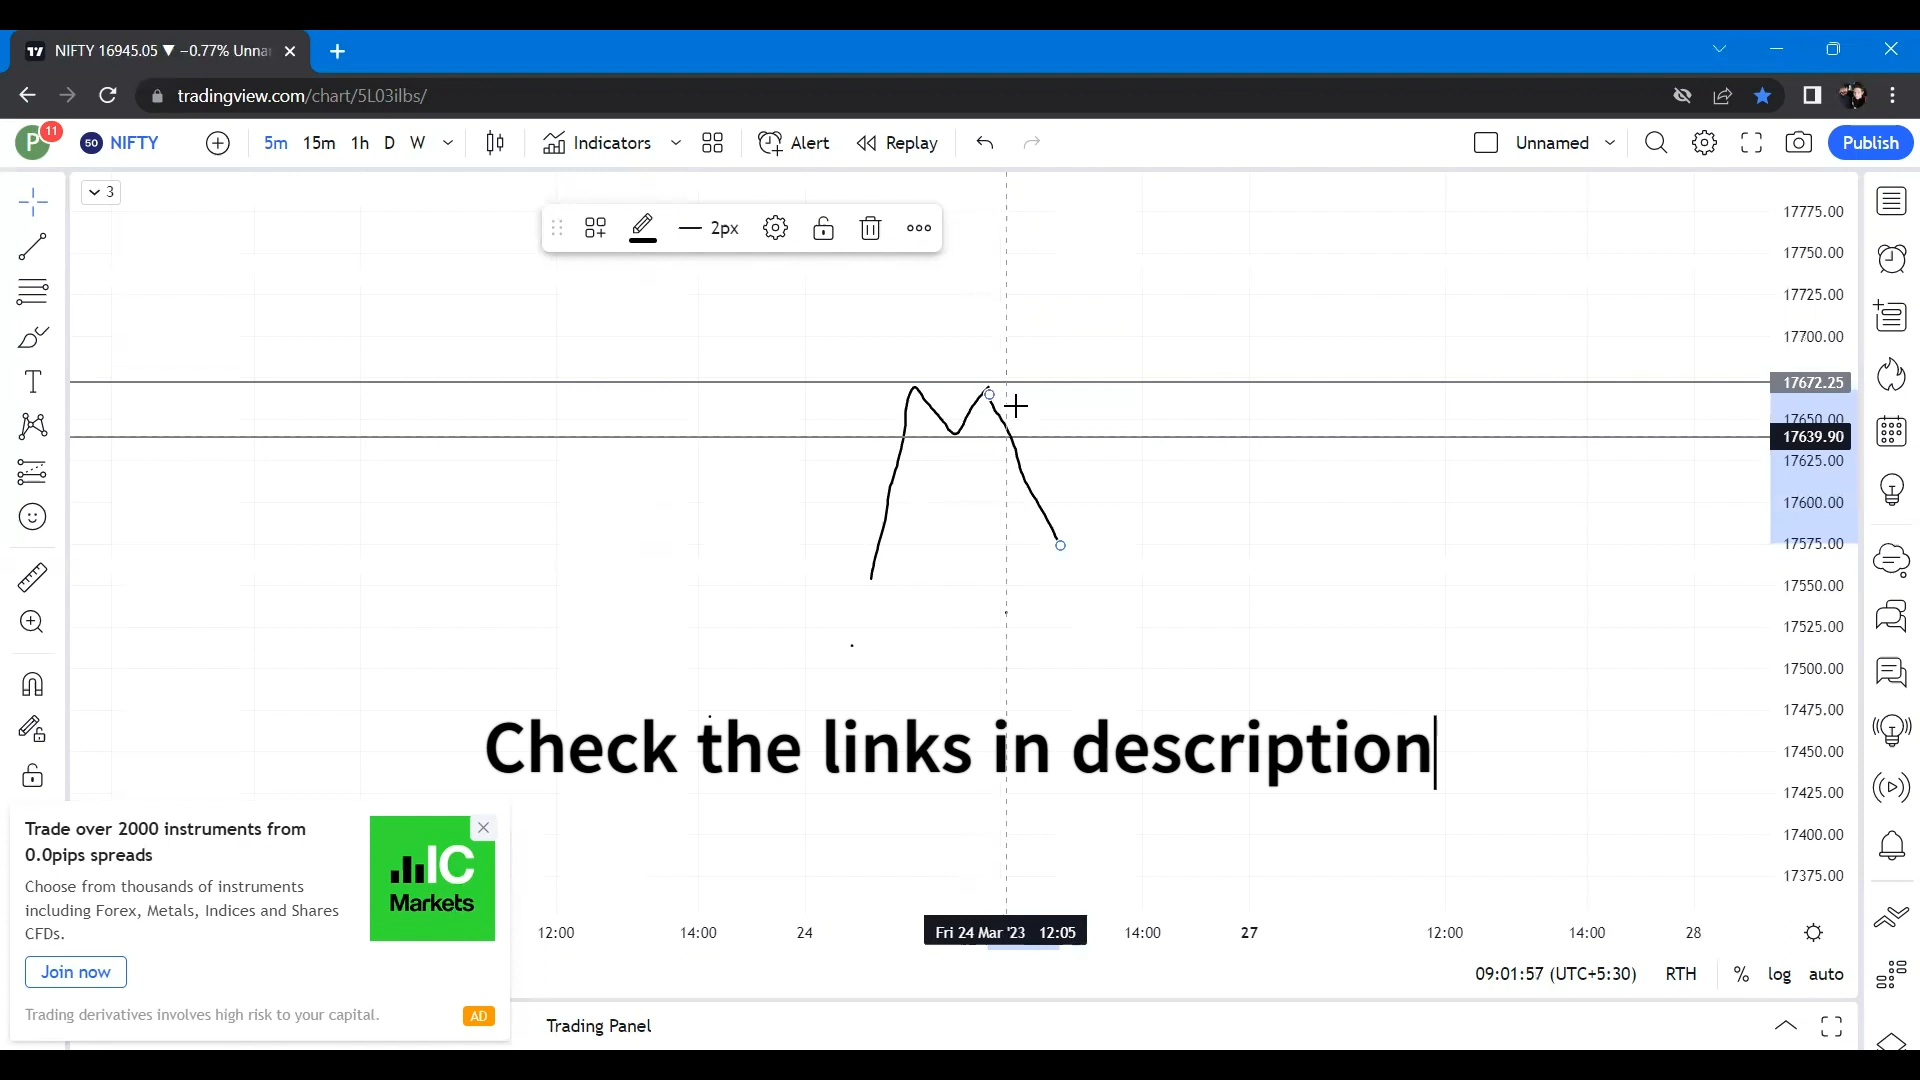 NIFTY 16945.05 ▼ −0.77% Unna
tradingview.com/chart/5L03ilbs/
P 11 50 NIFTY 5m 15m 1h D W Indicators Alert Replay Unnamed Publish
3
2px
17775.00
17750.00
17725.00
17700.00
17672.25
17650.00
17639.90
17625.00
17600.00
17575.00
17550.00
17525.00
17500.00
17475.00
17450.00
17425.00
17400.00
17375.00
Check the links in description
Trade over 2000 instruments from
0.0pips spreads
Choose from thousands of instruments
including Forex, Metals, Indices and Shares
CFDs.
IC
Markets
Join now
Trading derivatives involves high risk to your capital.
AD
12:00 14:00 24 Fri 24 Mar '23 12:05 14:00 27 12:00 14:00 28
09:01:57 (UTC+5:30) RTH % log auto
Trading Panel